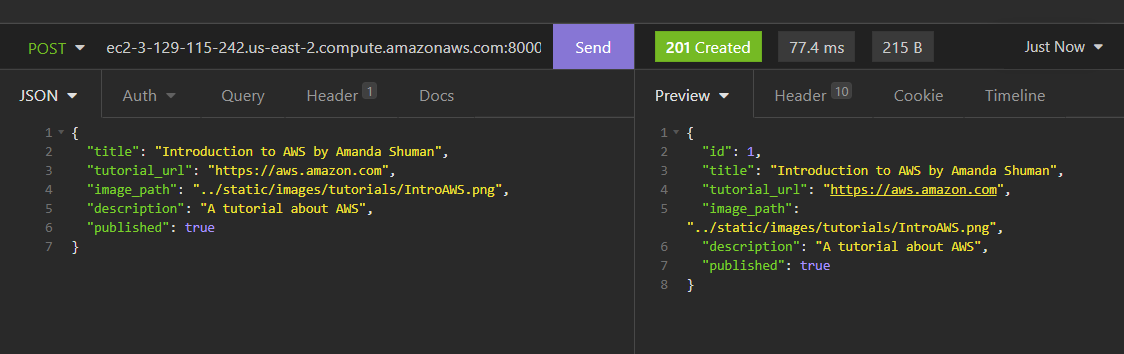 POST ec2-3-129-115-242.us-east-2.compute.amazonaws.com:8000 Send 201 Created 77.4 ms 215 B Just Now
JSON Auth Query Header 1 Docs
1 {
2 "title": "Introduction to AWS by Amanda Shuman",
3 "tutorial_url": "https://aws.amazon.com",
4 "image_path": "../static/images/tutorials/IntroAWS.png",
5 "description": "A tutorial about AWS",
6 "published": true
7 }
Preview Header 10 Cookie Timeline
1 {
2 "id": 1,
3 "title": "Introduction to AWS by Amanda Shuman",
4 "tutorial_url": "https://aws.amazon.com",
5 "image_path":
"../static/images/tutorials/IntroAWS.png",
6 "description": "A tutorial about AWS",
7 "published": true
8 }